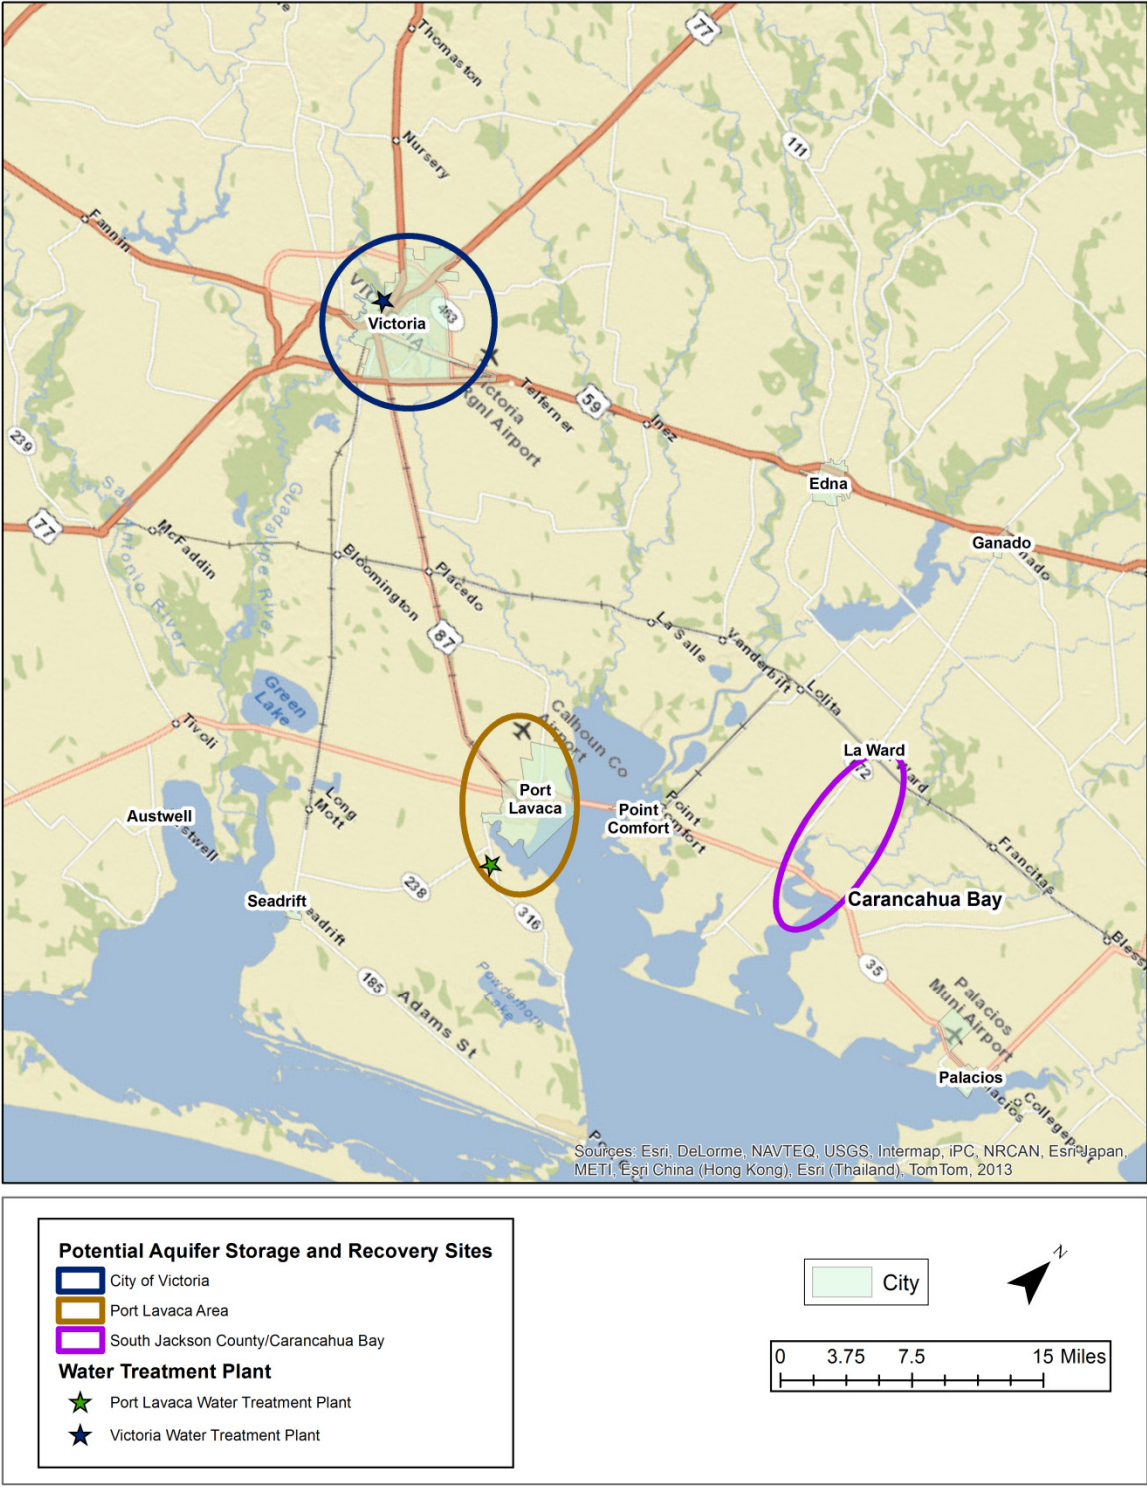 77
Thomaston
111
Nursery
Fannin
Victoria
463
Victoria
Rgnl Airport
Telferner
59
Inez
239
Edna
San Antonio River
Guadalupe River
77
McFaddin
Ganado
Bloomington
Placedo
87
La Salle
Vanderbilt
Lolita
Green
Lake
Tivoli
Calhoun Co
Airport
La Ward
Port
Lavaca
Long
Mott
Austwell
Point
Comfort
Point
Francitas
238
Seadrift
316
Carancahua Bay
Seadrift
185
Adams St
Powderhorn
Lake
35
Palacios
Muni Airport
Palacios
Sources: Esri, DeLorme, NAVTEQ, USGS, Intermap, iPC, NRCAN, Esri Japan,
METI, Esri China (Hong Kong), Esri (Thailand), TomTom, 2013
Potential Aquifer Storage and Recovery Sites
City of Victoria
Port Lavaca Area
South Jackson County/Carancahua Bay
Water Treatment Plant
Port Lavaca Water Treatment Plant
Victoria Water Treatment Plant
City
N
0 3.75 7.5 15 Miles